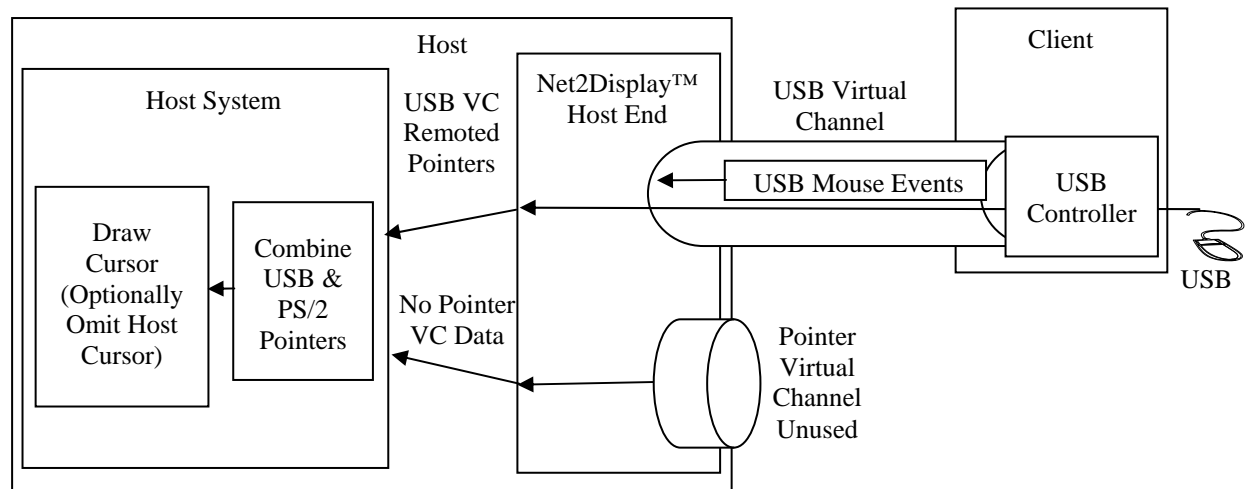 Host
Host System
Draw
Cursor
(Optionally
Omit Host
Cursor)
Combine
USB &
PS/2
Pointers
USB VC
Remoted
Pointers
No Pointer
VC Data
Net2Display™
Host End
USB Virtual
Channel
USB Mouse Events
Pointer
Virtual
Channel
Unused
Client
USB
Controller
USB